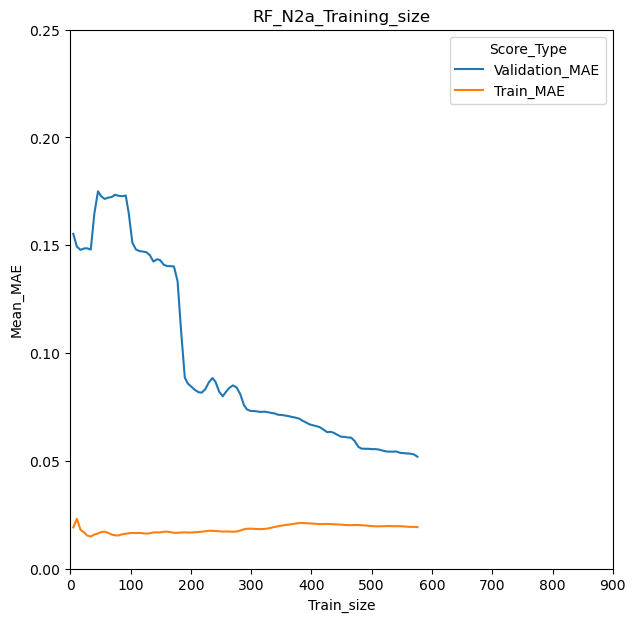 RF_N2a_Training_size
Score_Type
Validation_MAE
Train_MAE
Mean_MAE
0.25
0.20
0.15
0.10
0.05
0.00
0 100 200 300 400 500 600 700 800 900
Train_size